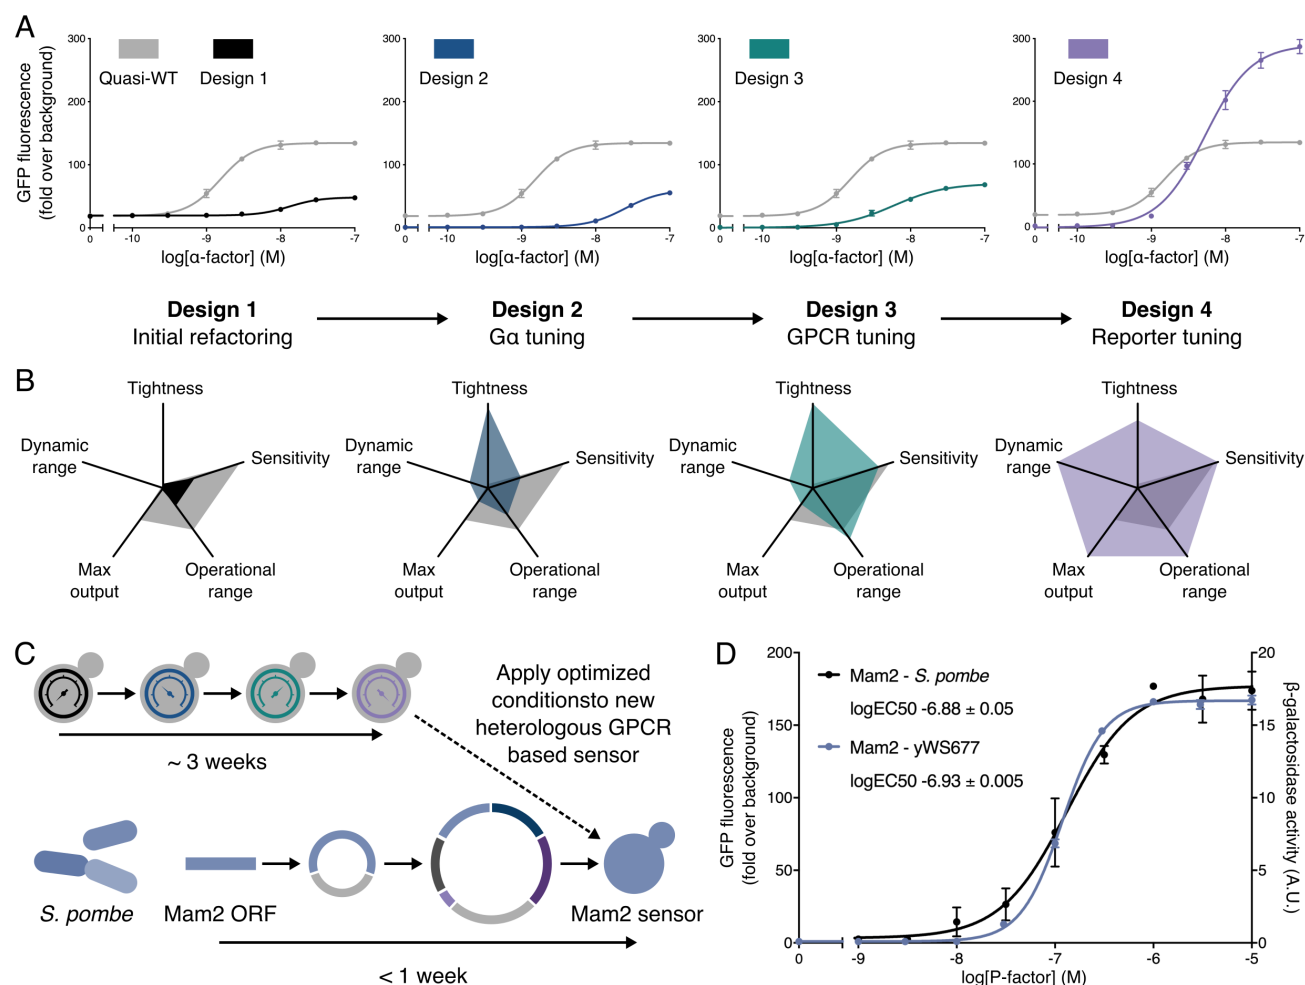 A
GFP fluorescence
(fold over background)
300
200
100
0
Quasi-WT
Design 1
0
-10
-9
-8
-7
log[α-factor] (M)
300
200
100
0
Design 2
0
-10
-9
-8
-7
log[α-factor] (M)
300
200
100
0
Design 3
0
-10
-9
-8
-7
log[α-factor] (M)
300
200
100
0
Design 4
0
-10
-9
-8
-7
log[α-factor] (M)
Design 1
Initial refactoring
Design 2
Gα tuning
Design 3
GPCR tuning
Design 4
Reporter tuning
B
Tightness
Dynamic
range
Sensitivity
Max
output
Operational
range
Tightness
Dynamic
range
Sensitivity
Max
output
Operational
range
Tightness
Dynamic
range
Sensitivity
Max
output
Operational
range
Tightness
Dynamic
range
Sensitivity
Max
output
Operational
range
C
~ 3 weeks
Apply optimized
conditionsto new
heterologous GPCR
based sensor
S. pombe
Mam2 ORF
Mam2 sensor
< 1 week
D
GFP fluorescence
(fold over background)
200
150
100
50
0
Mam2 - S. pombe
logEC50 -6.88 ± 0.05
Mam2 - yWS677
logEC50 -6.93 ± 0.005
20
15
10
5
0
β-galactosidase activity (A.U.)
0
-9
-8
-7
-6
-5
log[P-factor] (M)